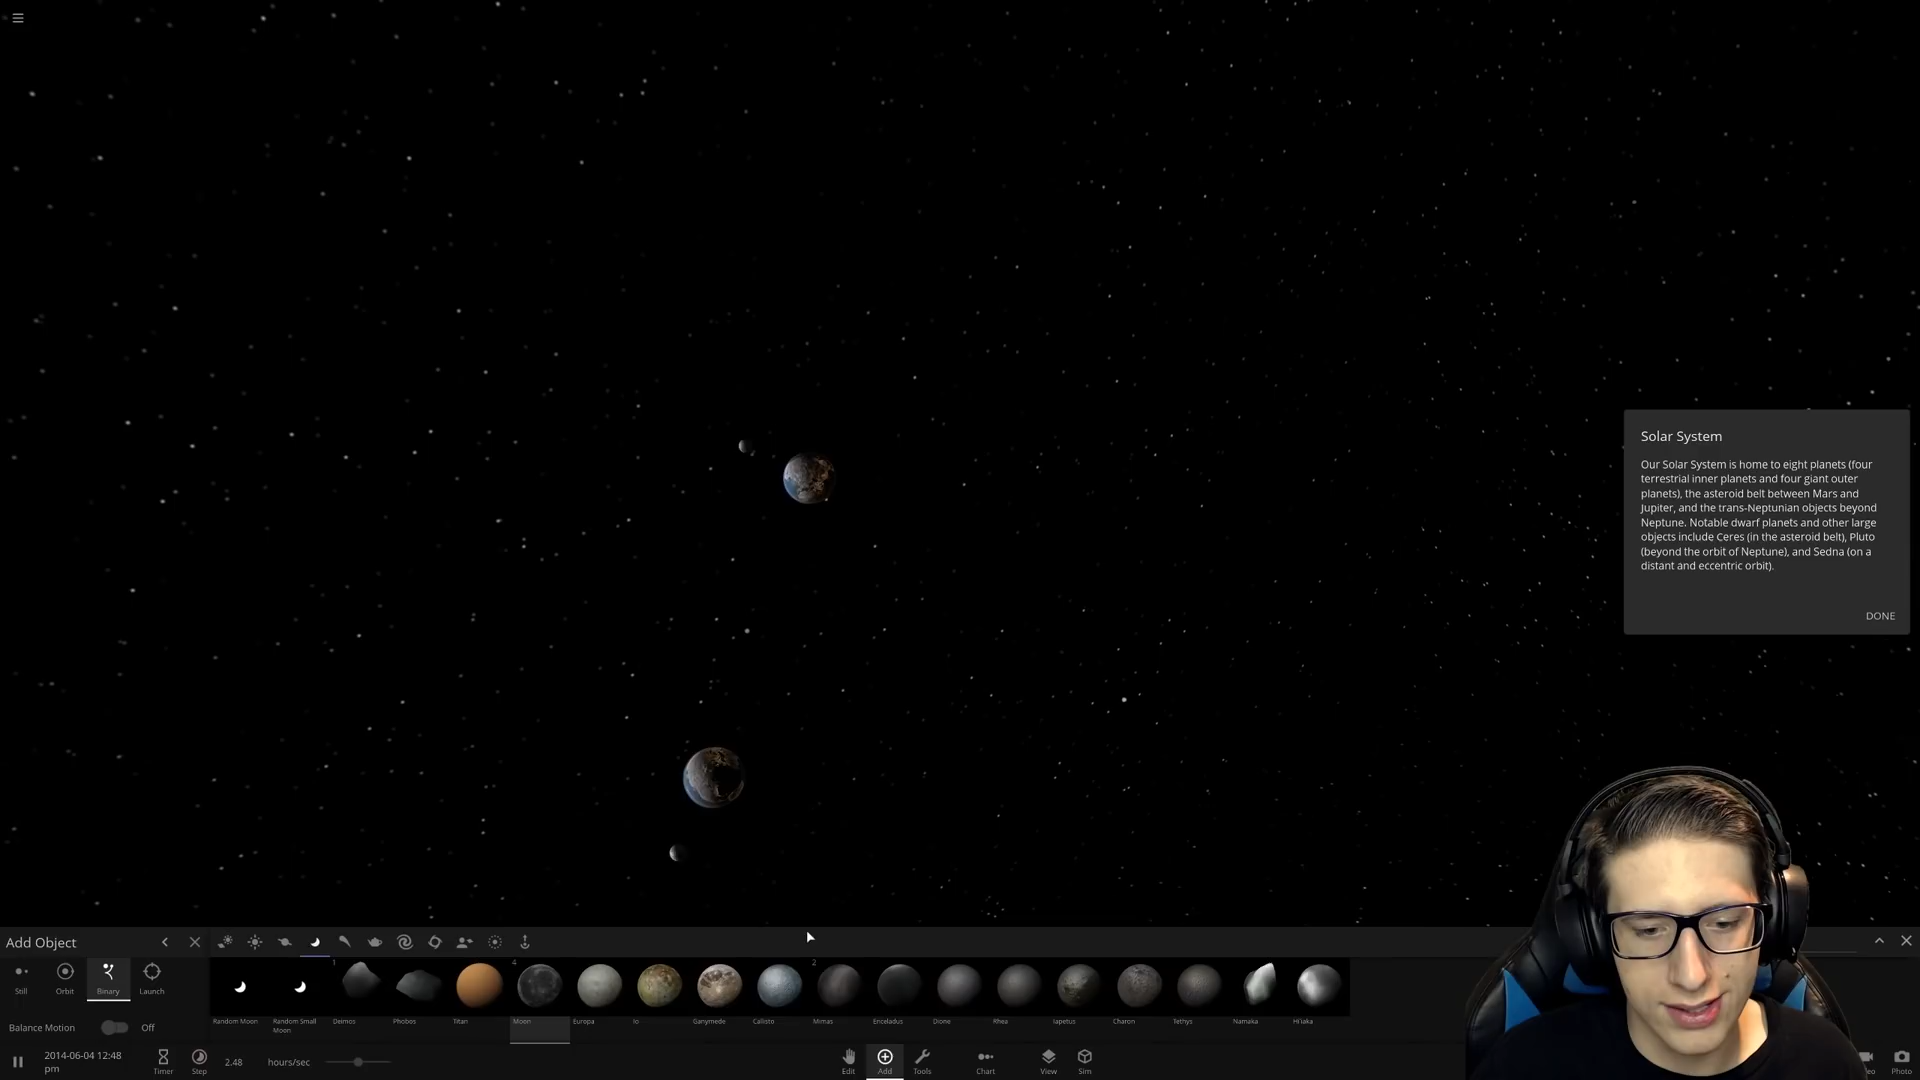 Solar System
Our Solar System is home to eight planets (four
terrestrial inner planets and four giant outer
planets), the asteroid belt between Mars and
Jupiter, and the trans-Neptunian objects beyond
Neptune. Notable dwarf planets and other large
objects include Ceres (in the asteroid belt), Pluto
(beyond the orbit of Neptune), and Sedna (on a
distant and eccentric orbit).
DONE
Add Object
Still
Orbit
Binary
Launch
Balance Motion
Off
1
4
2
Random Moon
Random Small
Moon
Deimos
Phobos
Titan
Moon
Europa
Io
Ganymede
Callisto
Mimas
Enceladus
Dione
Rhea
Iapetus
Charon
Tethys
Namaka
Hi'iaka
2014-06-04 12:48
pm
Timer
Step
2.48
hours/sec
Edit
Add
Tools
Chart
View
Sim
Photo